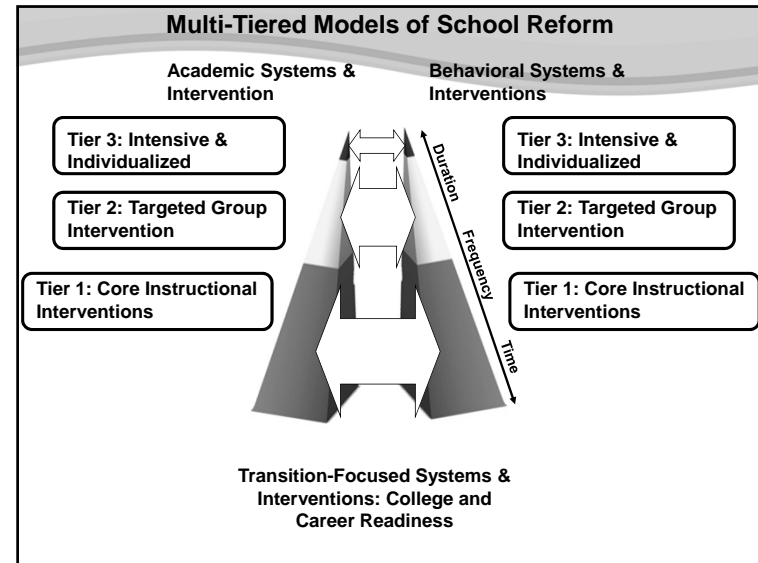 Multi-Tiered Models of School Reform
Academic Systems &
Intervention
Behavioral Systems &
Interventions
Tier 3: Intensive &
Individualized
Tier 2: Targeted Group
Intervention
Tier 1: Core Instructional
Interventions
Duration
Frequency
Time
Tier 3: Intensive &
Individualized
Tier 2: Targeted Group
Intervention
Tier 1: Core Instructional
Interventions
Transition-Focused Systems &
Interventions: College and
Career Readiness